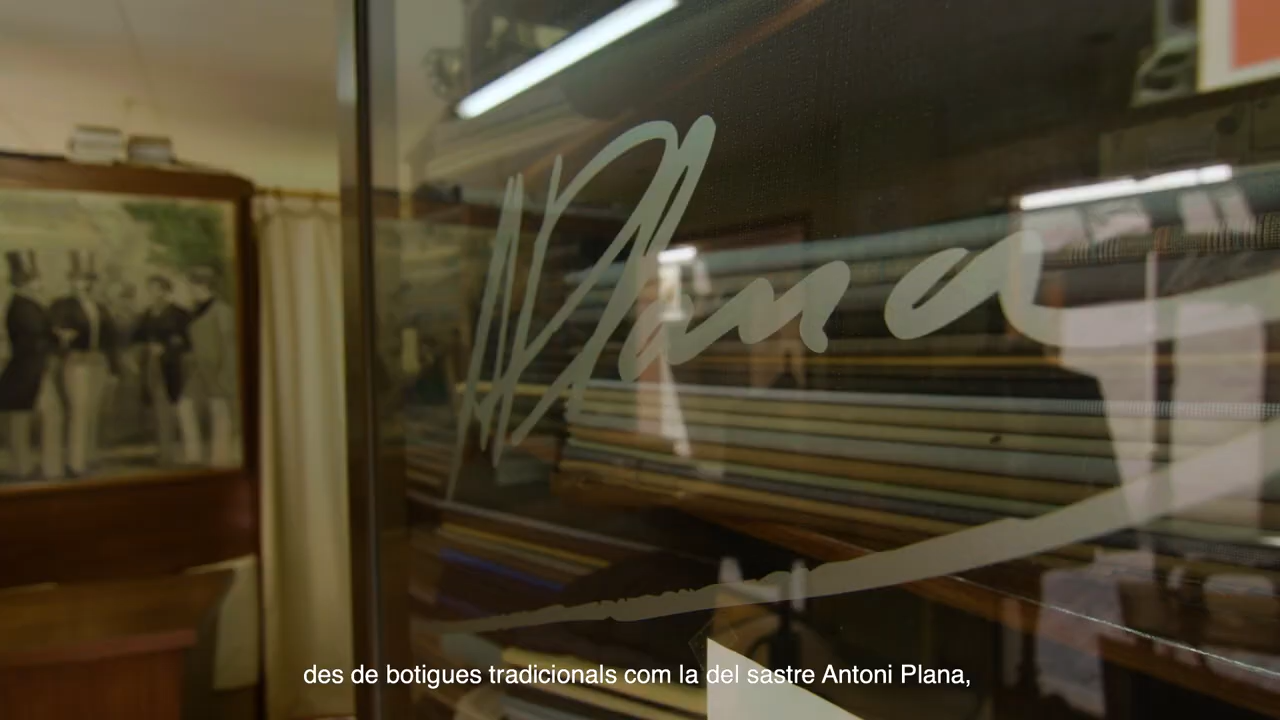 A Plana
des de botigues tradicionals com la del sastre Antoni Plana,